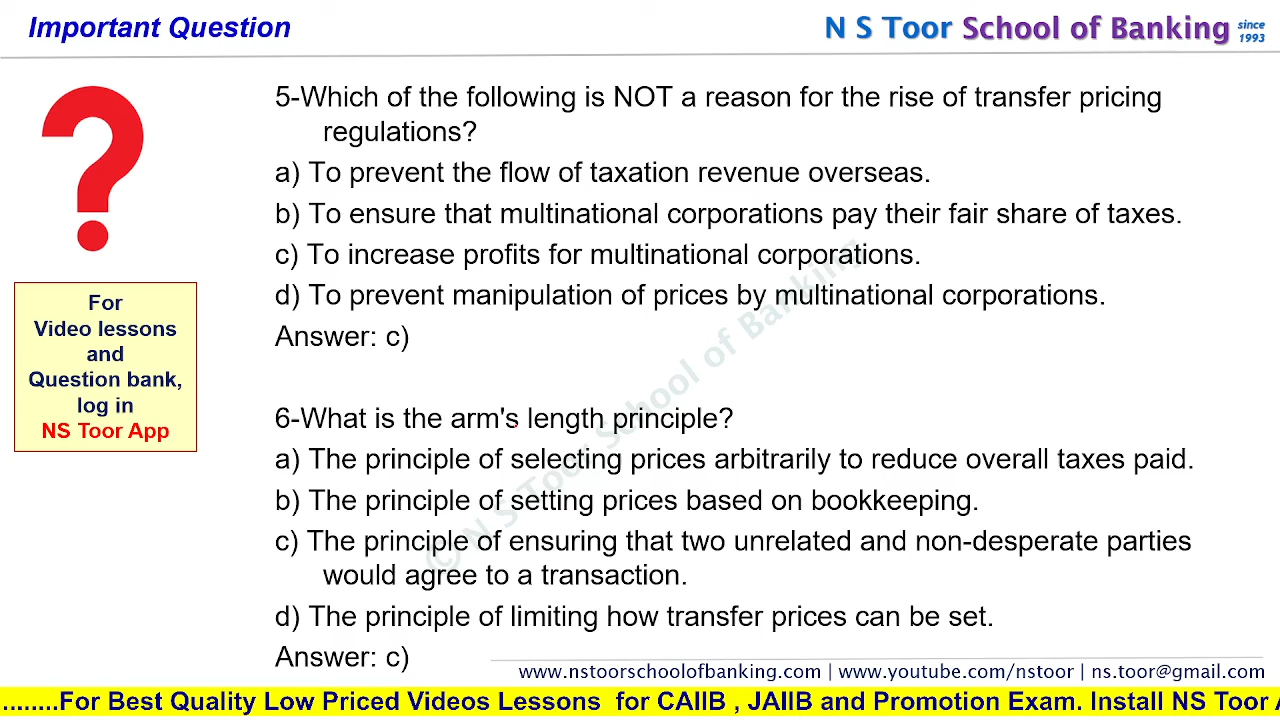 Important Question
N S Toor School of Banking since 1993
5-Which of the following is NOT a reason for the rise of transfer pricing
regulations?
a) To prevent the flow of taxation revenue overseas.
b) To ensure that multinational corporations pay their fair share of taxes.
c) To increase profits for multinational corporations.
d) To prevent manipulation of prices by multinational corporations.
Answer: c)
For
Video lessons
and
Question bank,
log in
NS Toor App
6-What is the arm's length principle?
a) The principle of selecting prices arbitrarily to reduce overall taxes paid.
b) The principle of setting prices based on bookkeeping.
c) The principle of ensuring that two unrelated and non-desperate parties
would agree to a transaction.
d) The principle of limiting how transfer prices can be set.
Answer: c)
© N S Toor School of Banking
www.nstoorschoolofbanking.com | www.youtube.com/nstoor | ns.toor@gmail.com
........For Best Quality Low Priced Videos Lessons for CAIIB , JAIIB and Promotion Exam. Install NS Toor A